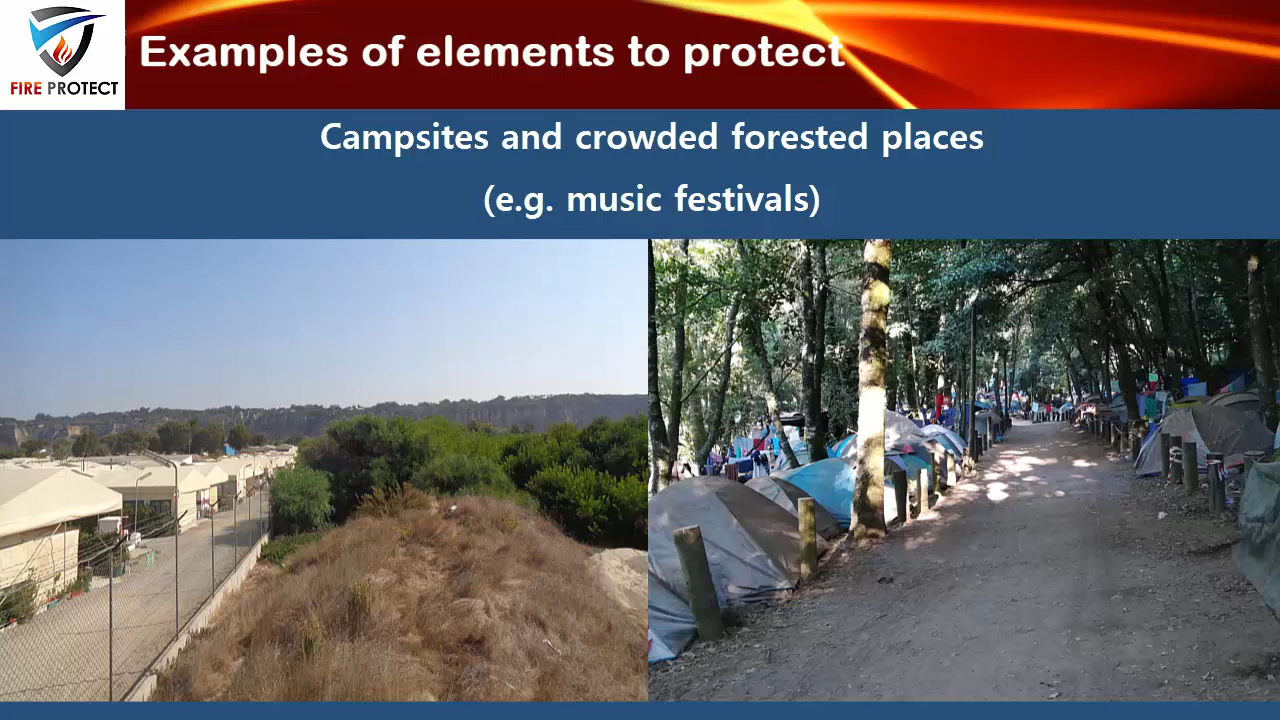 FIRE PROTECT
Examples of elements to protect
Campsites and crowded forested places
(e.g. music festivals)